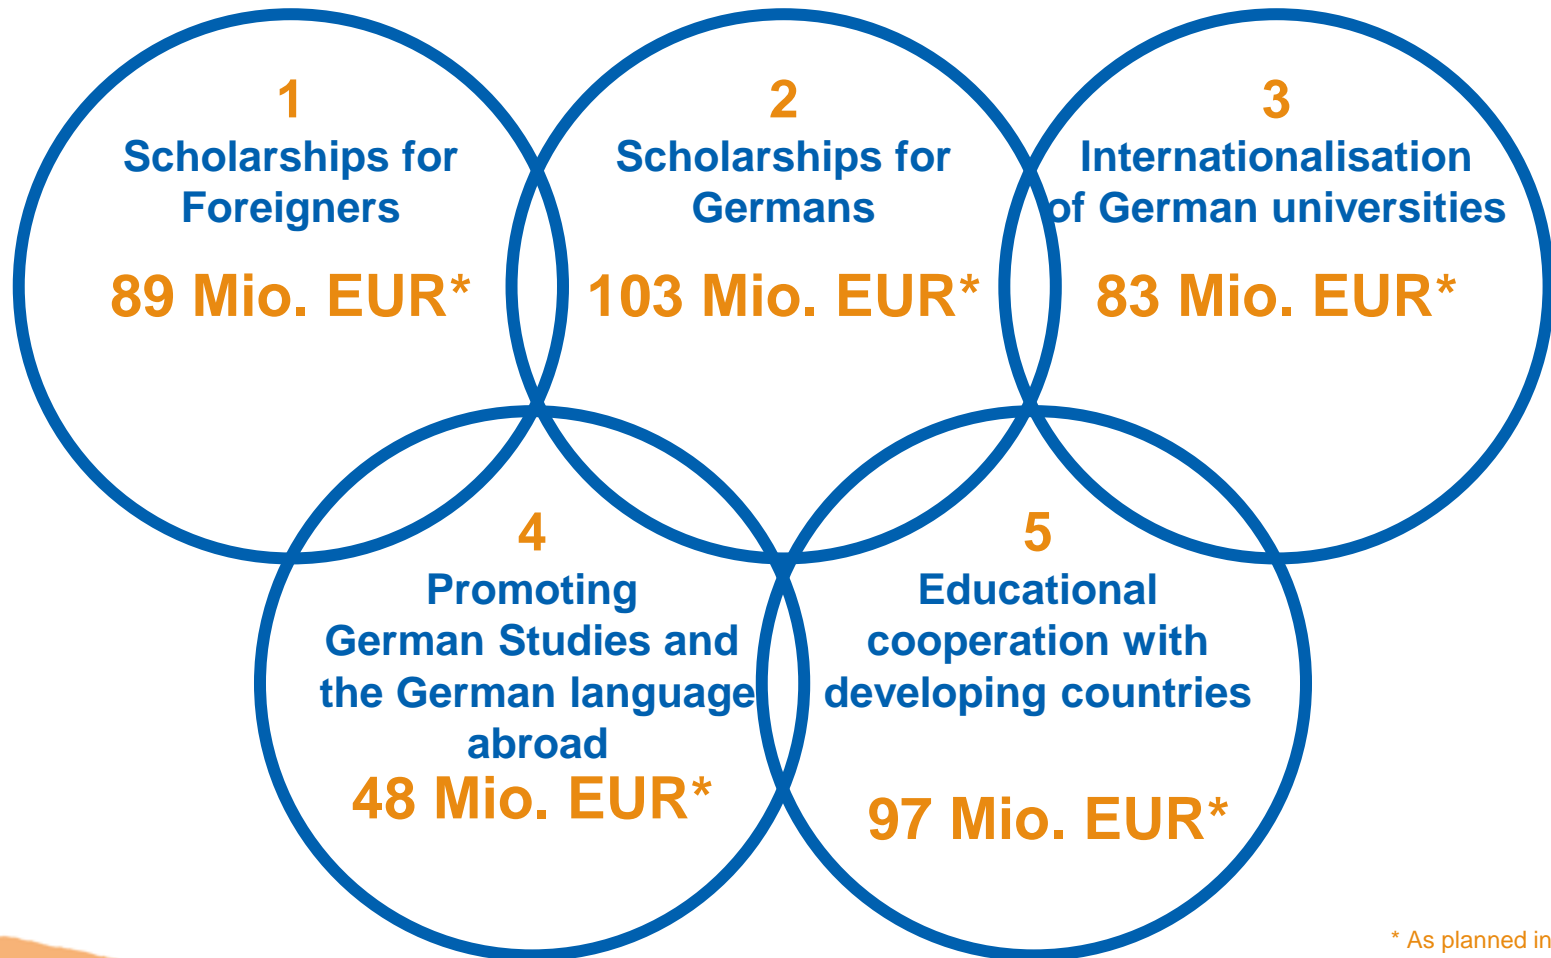 1
Scholarships for
Foreigners
89 Mio. EUR*
2
Scholarships for
Germans
103 Mio. EUR*
3
Internationalisation
of German universities
83 Mio. EUR*
4
Promoting
German Studies and
the German language
abroad
48 Mio. EUR*
5
Educational
cooperation with
developing countries
97 Mio. EUR*
* As planned in